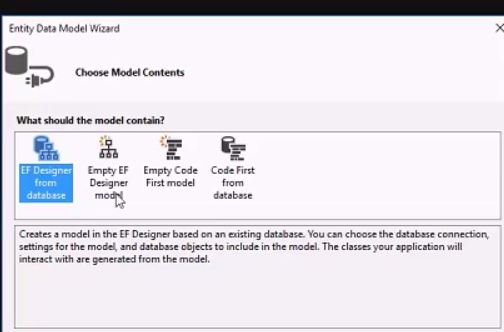 Entity Data Model Wizard
Choose Model Contents
What should the model contain?
EF Designer from database
Empty EF Designer model
Empty Code First model
Code First from database
Creates a model in the EF Designer based on an existing database. You can choose the database connection,
settings for the model, and database objects to include in the model. The classes your application will
interact with are generated from the model.